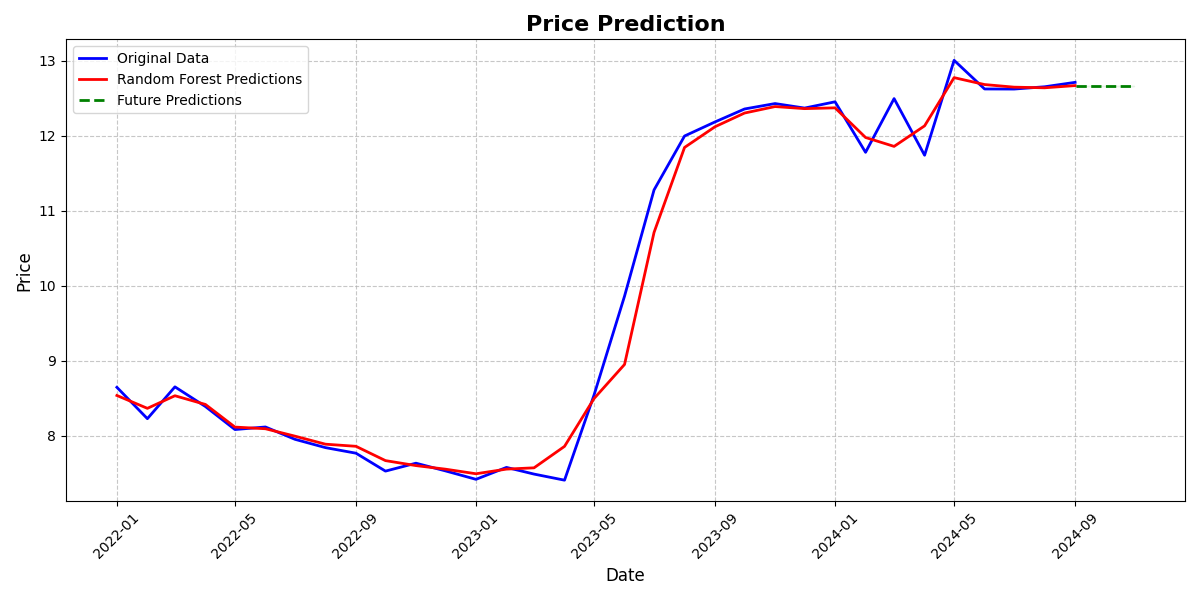 Price Prediction
Original Data
Random Forest Predictions
Future Predictions
Price
13
12
11
10
9
8
2022-01
2022-05
2022-09
2023-01
2023-05
2023-09
2024-01
2024-05
2024-09
Date